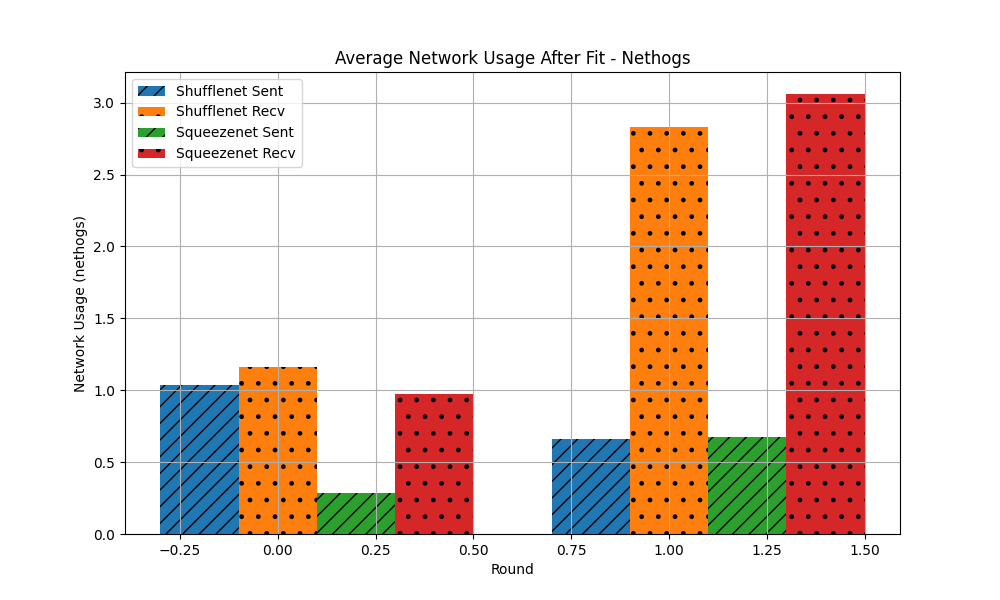 Average Network Usage After Fit - Nethogs
Shufflenet Sent
Shufflenet Recv
Squeezenet Sent
Squeezenet Recv
3.0
2.5
2.0
1.5
1.0
0.5
0.0
Network Usage (nethogs)
−0.25 0.00 0.25 0.50 0.75 1.00 1.25 1.50
Round